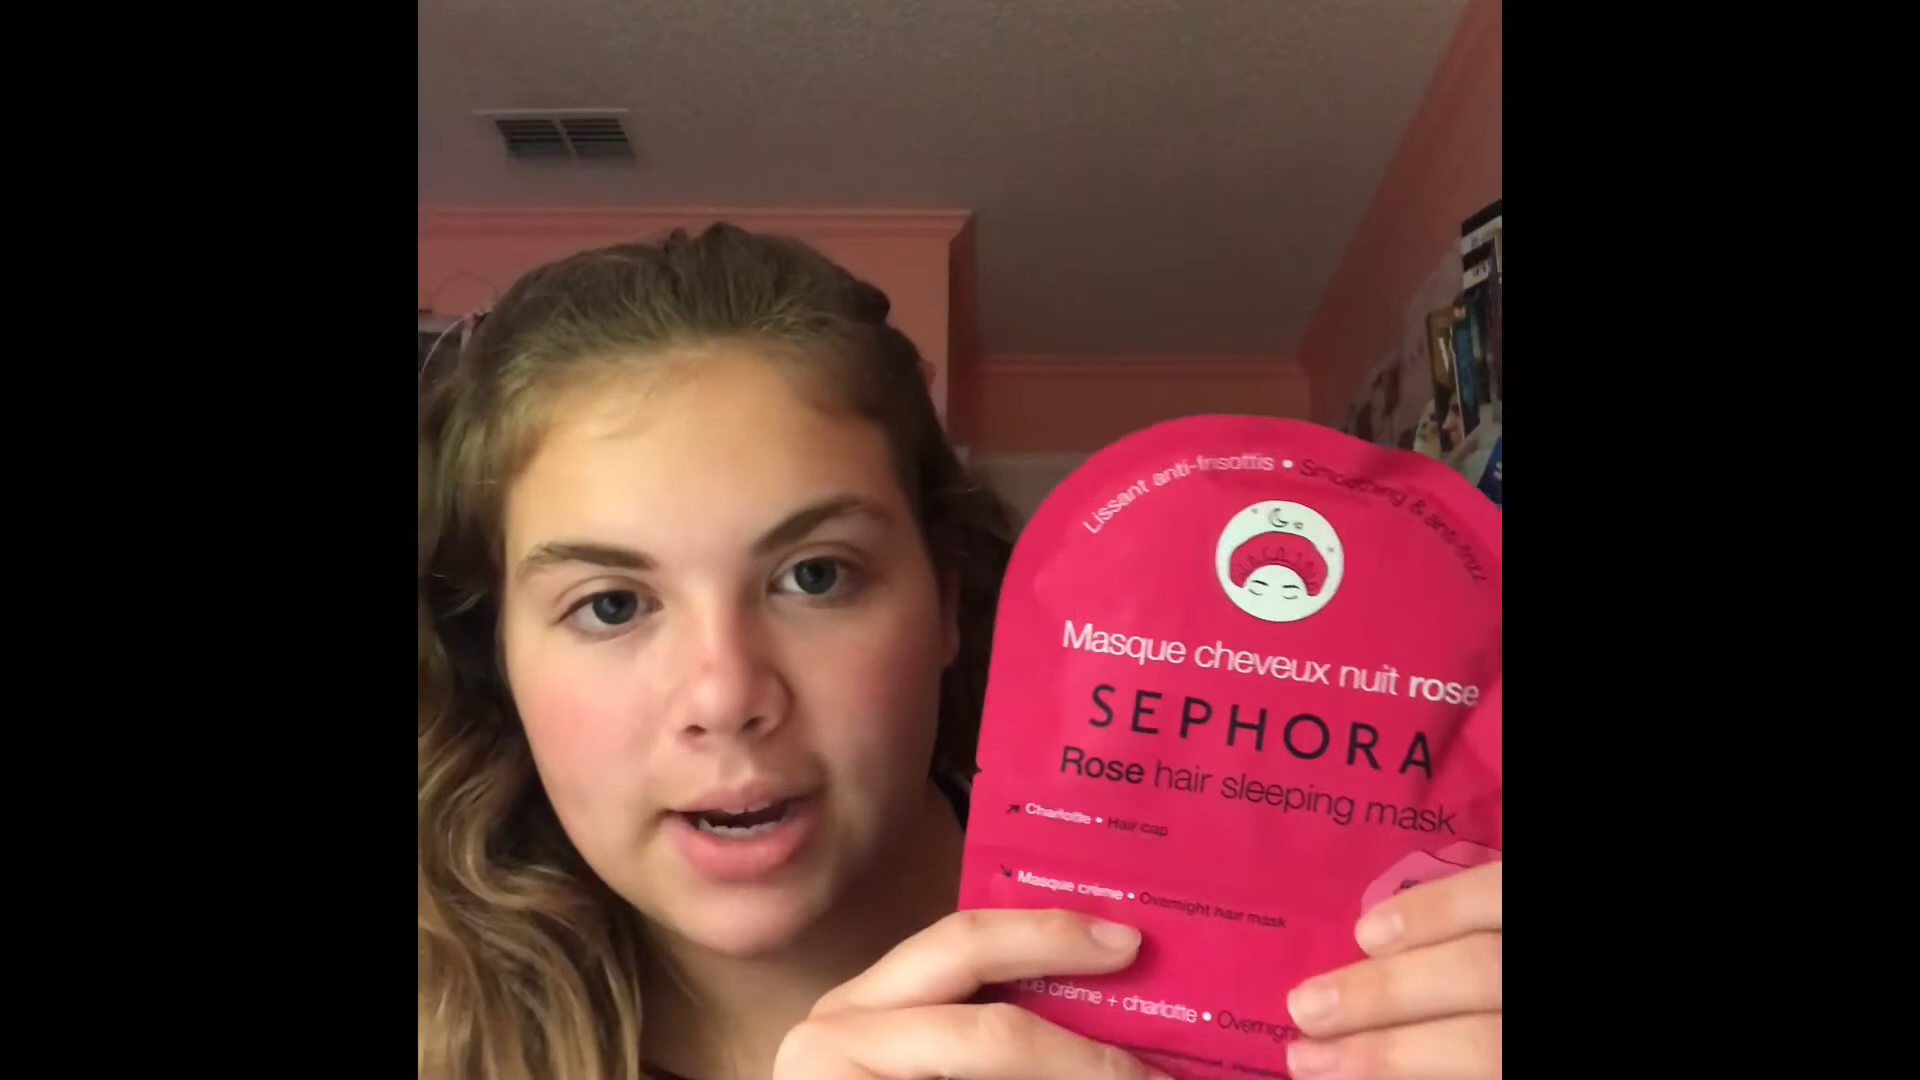 Lissant anti-frisottis • Smoothing & anti-frizz
Masque cheveux nuit rose
SEPHORA
Rose hair sleeping mask
Charlotte • Hair cap
Masque crème • Overnight hair mask
crème + charlotte • Overnight